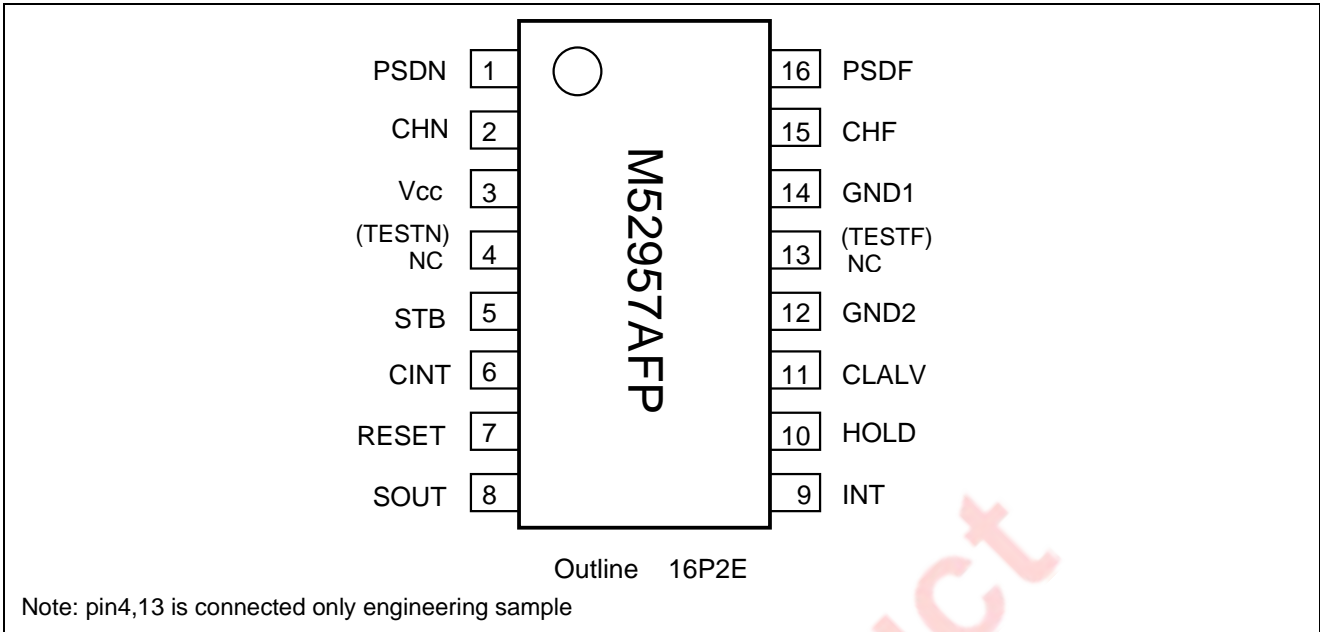 PSDN 1 16 PSDF
CHN 2 15 CHF
Vcc 3 14 GND1
(TESTN) (TESTF)
NC 4 13 NC
STB 5 12 GND2
CINT 6 11 CLALV
RESET 7 10 HOLD
SOUT 8 9 INT
M52957AFP
Outline 16P2E
Note: pin4,13 is connected only engineering sample
uct